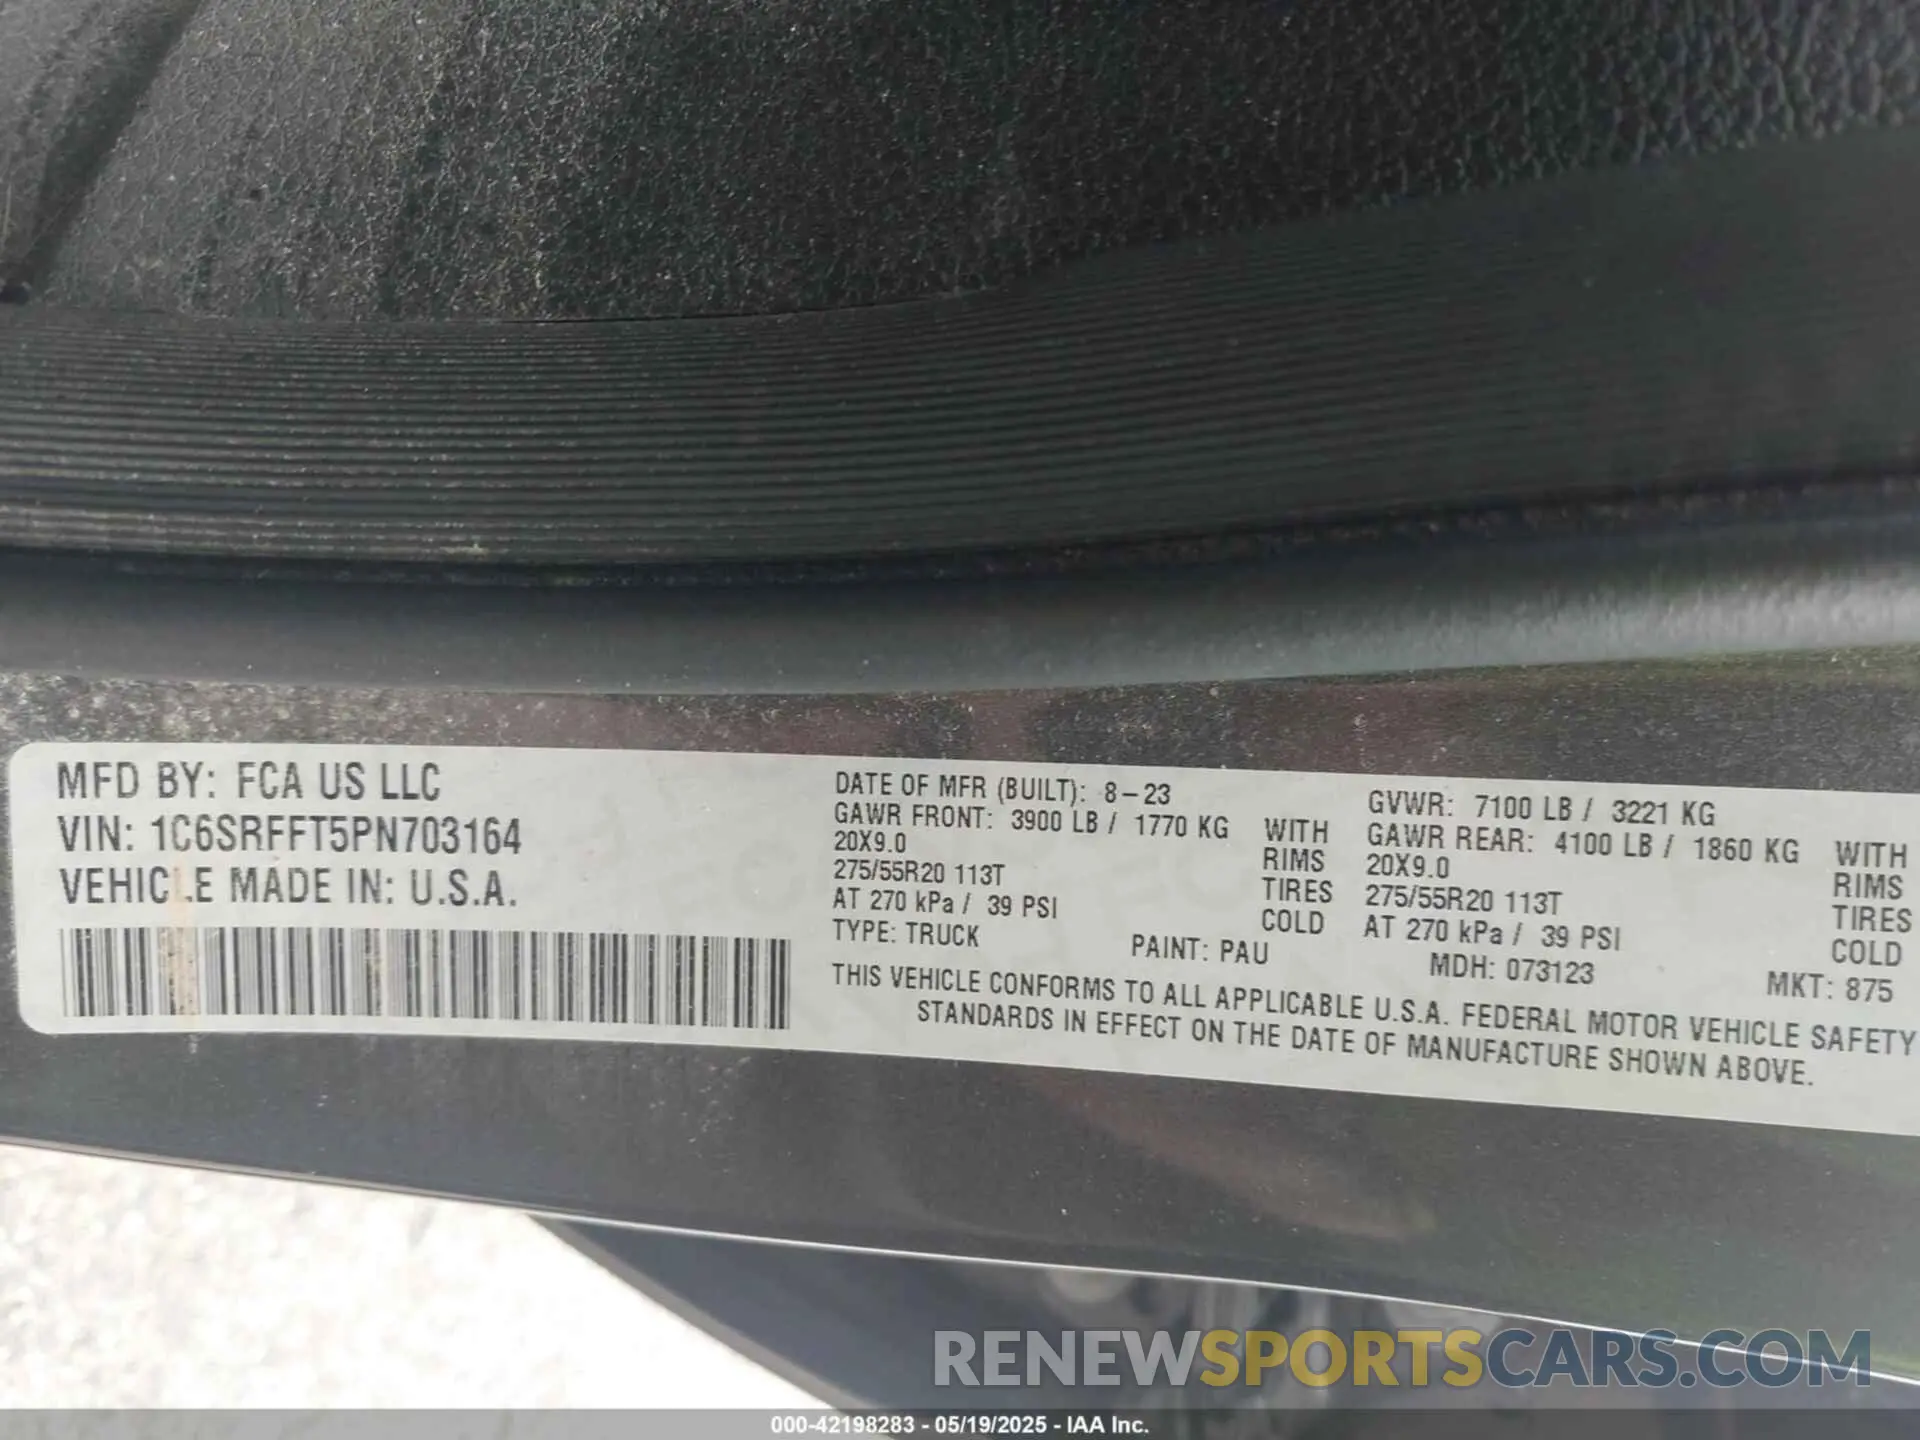 MFD BY: FCA US LLC
VIN: 1C6SRFFT5PN703164
VEHICLE MADE IN: U.S.A.
DATE OF MFR (BUILT): 8-23
GAWR FRONT: 3900 LB / 1770 KG WITH
20X9.0 RIMS
275/55R20 113T TIRES
AT 270 kPa / 39 PSI COLD
TYPE: TRUCK PAINT: PAU
GVWR: 7100 LB / 3221 KG
GAWR REAR: 4100 LB / 1860 KG WITH
20X9.0 RIMS
275/55R20 113T TIRES
AT 270 kPa / 39 PSI COLD
MDH: 073123 MKT: 875
THIS VEHICLE CONFORMS TO ALL APPLICABLE U.S.A. FEDERAL MOTOR VEHICLE SAFETY
STANDARDS IN EFFECT ON THE DATE OF MANUFACTURE SHOWN ABOVE.
RENEWSPORTSCARS.COM
000-42198283 - 05/19/2025 - IAA Inc.